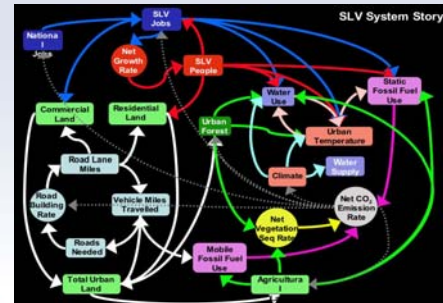 SLV System Story
SLV
Jobs
Nationa
l
Jobs
Net
Growth
Rate
SLV
People
Commercial
Land
Residential
Land
Urban
Forest
Water
Use
Static
Fossil Fuel
Use
Urban
Temperature
Road Lane
Miles
Climate
Water
Supply
Road
Building
Rate
Vehicle Miles
Travelled
Net CO2
Emission
Rate
Net
Vegetation
Seq Rate
Roads
Needed
Mobile
Fossil Fuel
Use
Total Urban
Land
Agricultura